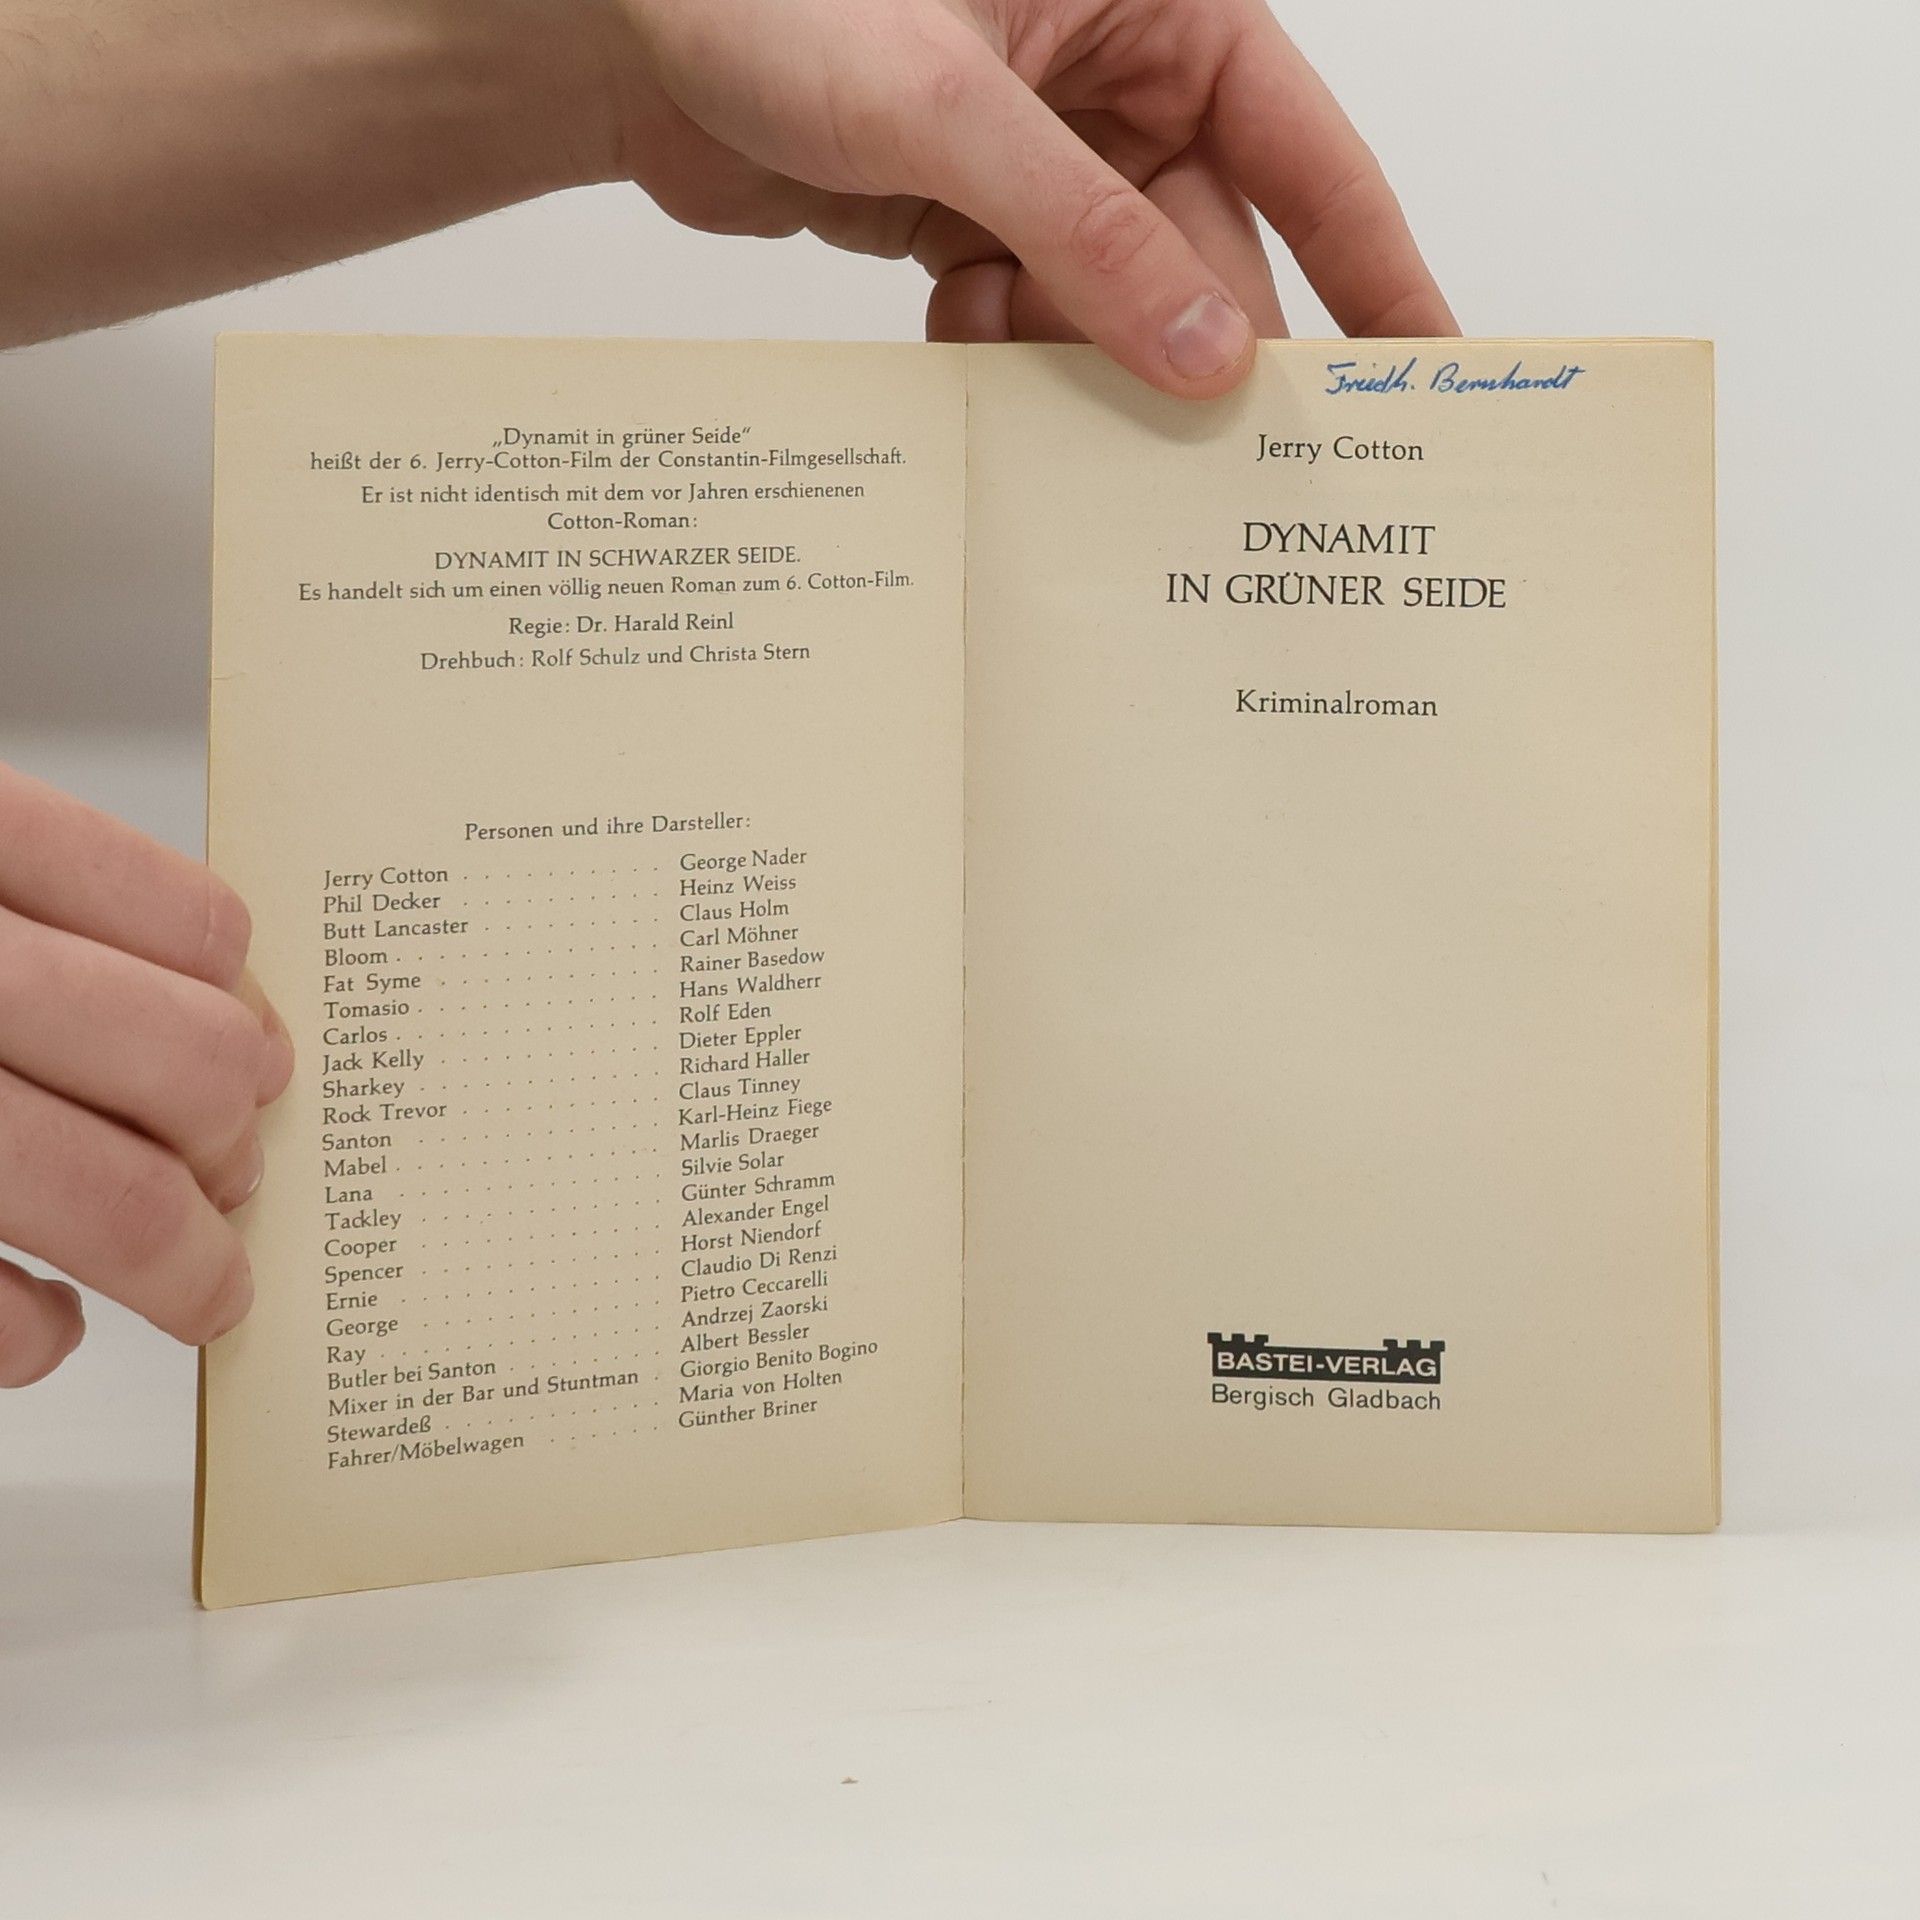 „Dynamit in grüner Seide“
heißt der 6. Jerry-Cotton-Film der Constantin-Filmgesellschaft.
Er ist nicht identisch mit dem vor Jahren erschienenen
Cotton-Roman:
DYNAMIT IN SCHWARZER SEIDE.
Es handelt sich um einen völlig neuen Roman zum 6. Cotton-Film.
Regie: Dr. Harald Reinl
Drehbuch: Rolf Schulz und Christa Stern
Personen und ihre Darsteller:
Jerry Cotton . . . . . . . . . . George Nader
Phil Decker . . . . . . . . . . Heinz Weiss
Butt Lancaster . . . . . . . . . Claus Holm
Bloom . . . . . . . . . . . . . Carl Möhner
Fat Syme . . . . . . . . . . . Rainer Basedow
Tomasio . . . . . . . . . . . . Hans Waldherr
Carlos . . . . . . . . . . . . . Rolf Eden
Jack Kelly . . . . . . . . . . . Dieter Eppler
Sharkey . . . . . . . . . . . . Richard Haller
Rock Trevor . . . . . . . . . . Claus Tinney
Santon . . . . . . . . . . . . Karl-Heinz Fiege
Mabel . . . . . . . . . . . . . Marlis Draeger
Lana . . . . . . . . . . . . . Silvie Solar
Tackley . . . . . . . . . . . . Günter Schramm
Cooper . . . . . . . . . . . . Alexander Engel
Spencer . . . . . . . . . . . . Horst Niendorf
Ernie . . . . . . . . . . . . . Claudio Di Renzi
George . . . . . . . . . . . . Pietro Ceccarelli
Ray . . . . . . . . . . . . . . Andrzej Zaorski
Butler bei Santon . . . . . . . . Albert Bessler
Mixer in der Bar und Stuntman . Giorgio Benito Bogino
Stewardeß . . . . . . . . . . . Maria von Holten
Fahrer/Möbelwagen . . . . . . Günther Briner
Friedh. Bernhardt
Jerry Cotton
DYNAMIT
IN GRÜNER SEIDE
Kriminalroman
BASTEI-VERLAG
Bergisch Gladbach